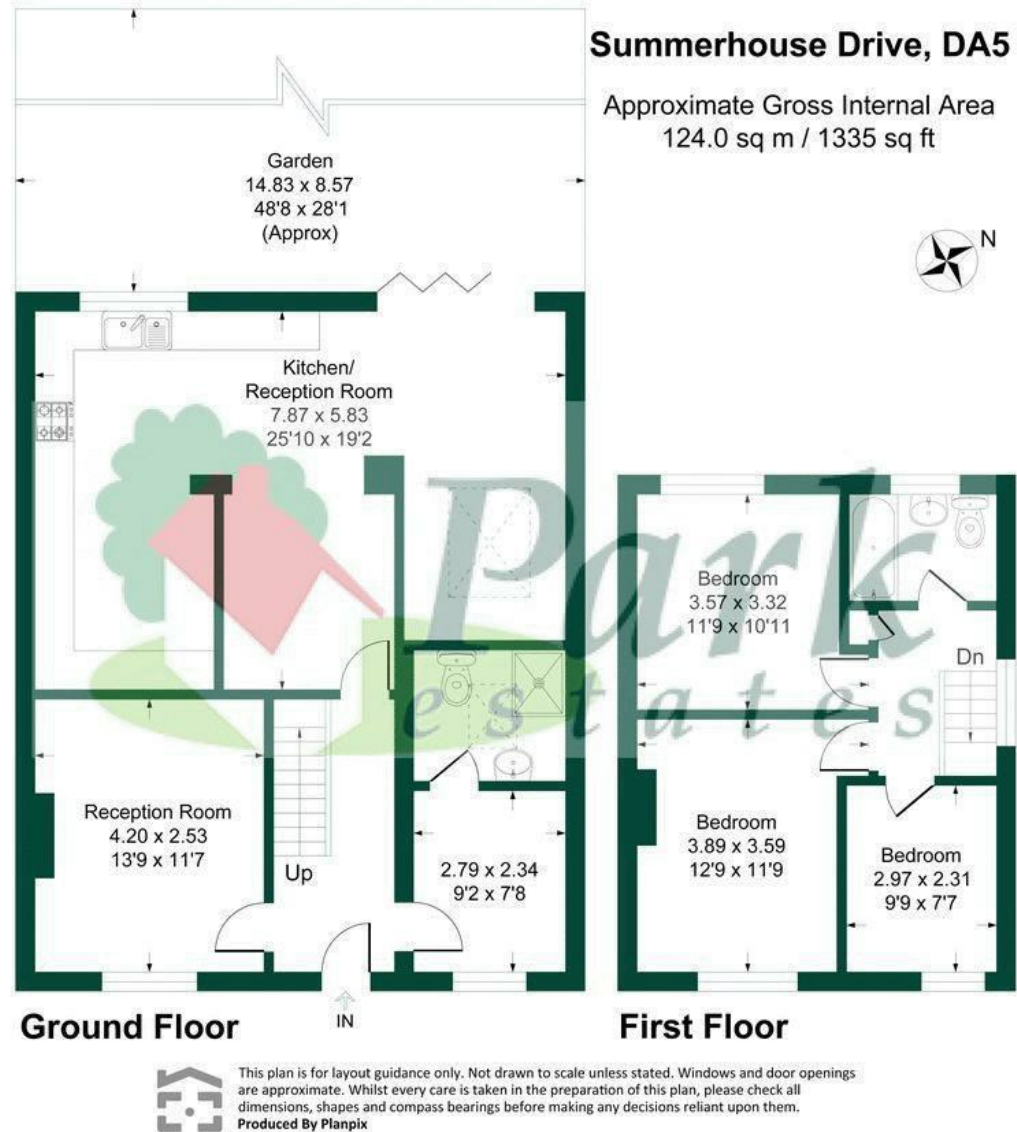 Summerhouse Drive, DA5
Approximate Gross Internal Area
124.0 sq m / 1335 sq ft
N
Garden
14.83 x 8.57
48'8 x 28'1
(Approx)
Kitchen/
Reception Room
7.87 x 5.83
25'10 x 19'2
Park
estates
Reception Room
4.20 x 2.53
13'9 x 11'7
Up
2.79 x 2.34
9'2 x 7'8
IN
Ground Floor
Bedroom
3.57 x 3.32
11'9 x 10'11
Dn
Bedroom
3.89 x 3.59
12'9 x 11'9
Bedroom
2.97 x 2.31
9'9 x 7'7
First Floor
This plan is for layout guidance only. Not drawn to scale unless stated. Windows and door openings
are approximate. Whilst every care is taken in the preparation of this plan, please check all
dimensions, shapes and compass bearings before making any decisions reliant upon them.
Produced By Planpix